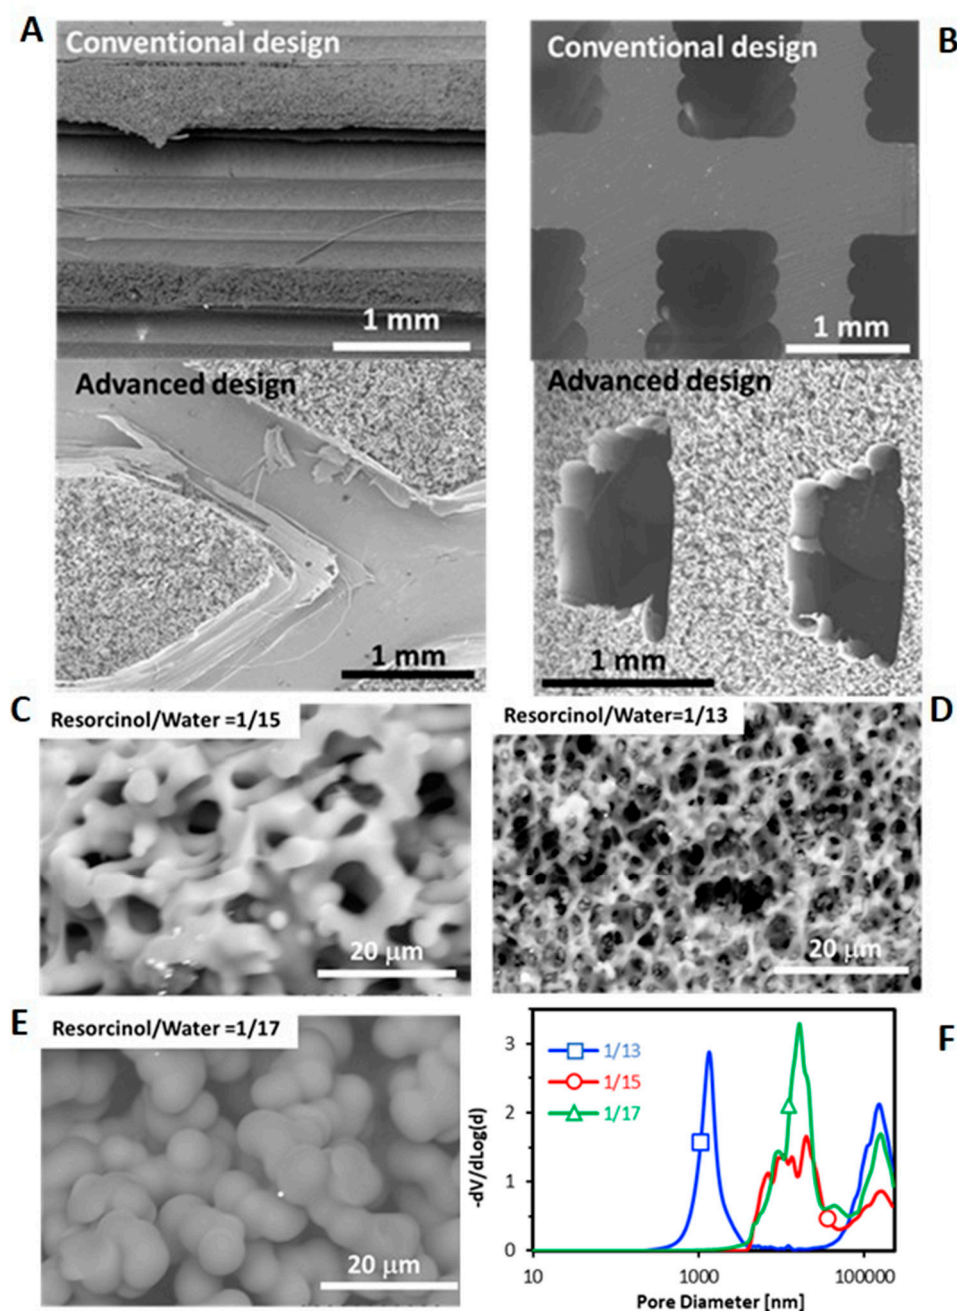 A
Conventional design
1 mm
Conventional design
B
1 mm
Advanced design
1 mm
Advanced design
1 mm
C
Resorcinol/Water =1/15
20 μm
Resorcinol/Water=1/13
D
20 μm
E
Resorcinol/Water =1/17
20 μm
F
3
2
1
0
1/13
1/15
1/17
-dV/dLog(d)
10
1000
100000
Pore Diameter [nm]